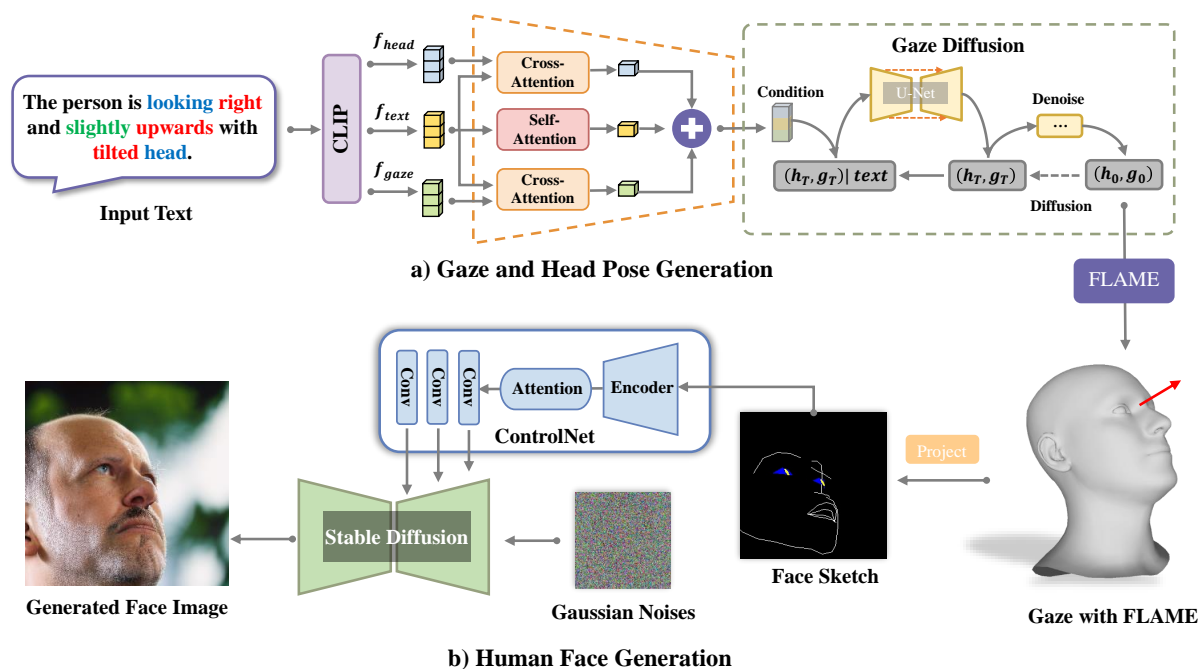 The person is looking right
and slightly upwards with
tilted head.
Input Text
CLIP
f_head
f_text
f_gaze
Cross-
Attention
Self-
Attention
Cross-
Attention
Gaze Diffusion
Condition
U-Net
Denoise
...
(h_T, g_T)| text
(h_T, g_T)
(h_0, g_0)
Diffusion
a) Gaze and Head Pose Generation
FLAME
Conv
Conv
Conv
Attention
Encoder
ControlNet
Project
Stable Diffusion
Generated Face Image
Gaussian Noises
Face Sketch
Gaze with FLAME
b) Human Face Generation